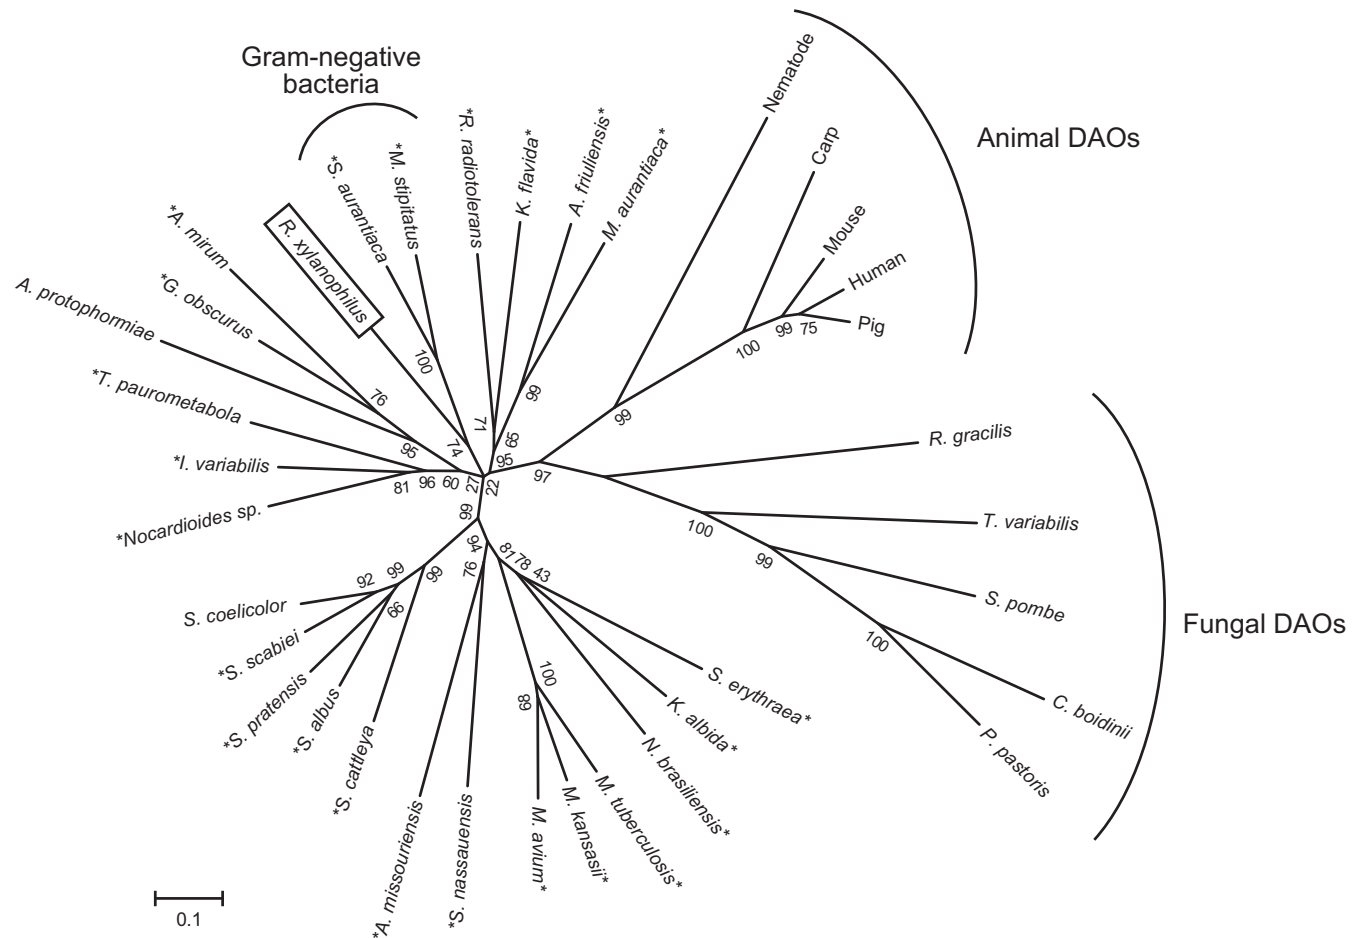 Gram-negative
bacteria
Animal DAOs
Fungal DAOs
*A. mirum
R. xylanophilus
*S. aurantiaca
*M. stipitatus
*R. radiotolerans
K. flavida*
A. friuliensis*
M. aurantiaca*
Nematode
Carp
Mouse
Human
Pig
*G. obscurus
A. protophormiae
*T. paurometabola
*I. variabilis
*Nocardioides sp.
R. gracilis
T. variabilis
S. pombe
C. boidinii
P. pastoris
S. coelicolor
*S. scabiei
*S. pratensis
*S. albus
*S. cattleya
*A. missouriensis
*S. nassauensis
M. avium*
M. kansasii*
M. tuberculosis*
N. brasiliensis*
K. albida*
S. erythraea*
100
76
95
74
71
65
99
95
97
99
100
99
75
81
96
60
27
22
99
94
76
81
78
43
92
99
66
99
100
89
100
99
100
0.1